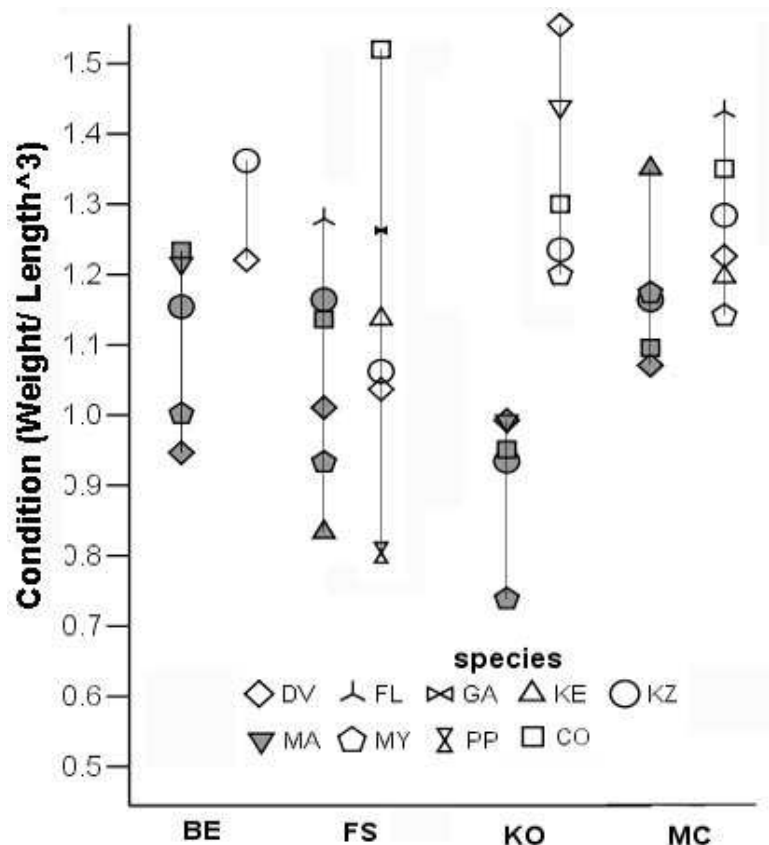 Condition (Weight/ Length^3)
1.5
1.4
1.3
1.2
1.1
1.0
0.9
0.8
0.7
0.6
0.5
species
DV FL GA KE KZ
MA MY PP CO
BE FS KO MC